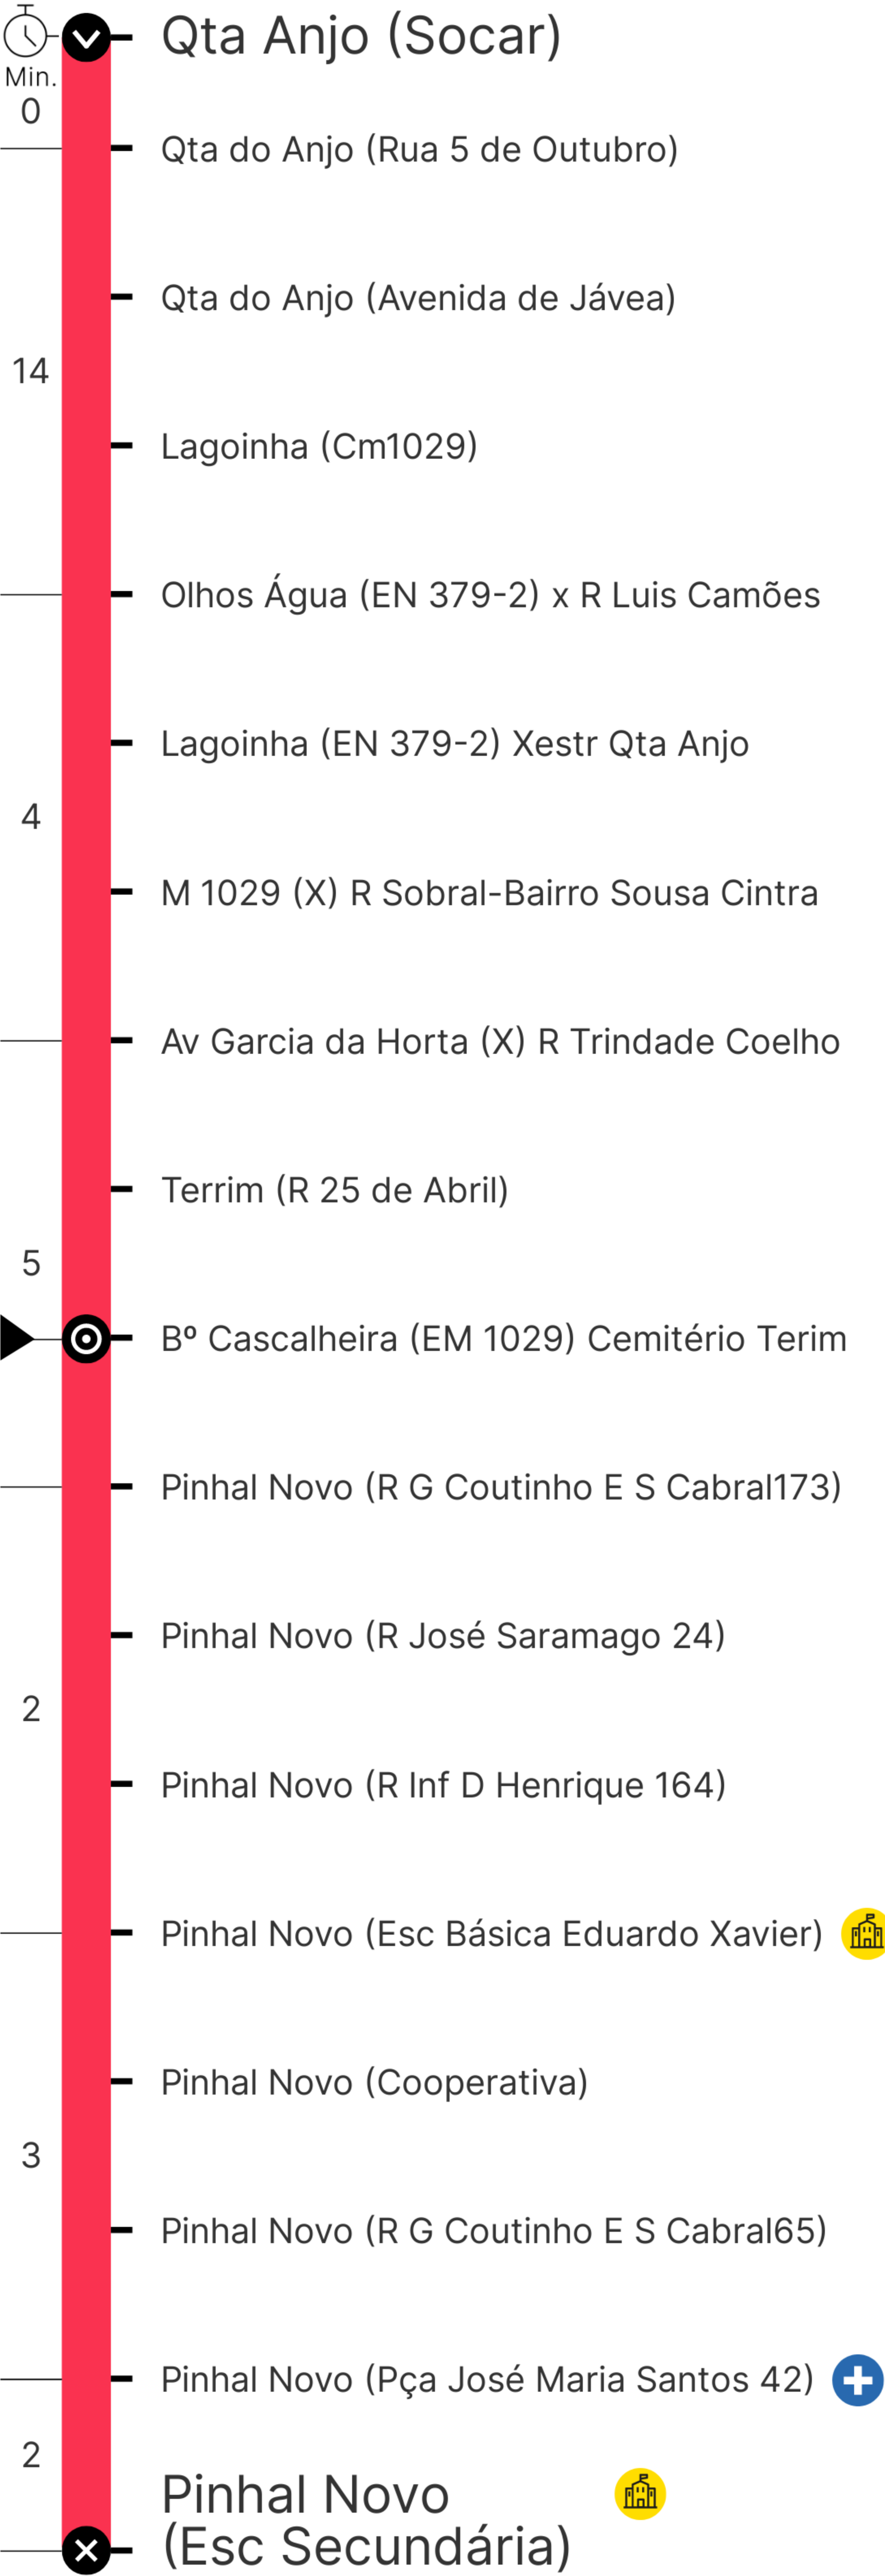 Qta Anjo (Socar)
Min.
0
Qta do Anjo (Rua 5 de Outubro)
Qta do Anjo (Avenida de Jávea)
14
Lagoinha (Cm1029)
Olhos Água (EN 379-2) x R Luis Camões
Lagoinha (EN 379-2) Xestr Qta Anjo
4
M 1029 (X) R Sobral-Bairro Sousa Cintra
Av Garcia da Horta (X) R Trindade Coelho
Terrim (R 25 de Abril)
5
Bº Cascalheira (EM 1029) Cemitério Terim
Pinhal Novo (R G Coutinho E S Cabral173)
Pinhal Novo (R José Saramago 24)
2
Pinhal Novo (R Inf D Henrique 164)
Pinhal Novo (Esc Básica Eduardo Xavier)
Pinhal Novo (Cooperativa)
3
Pinhal Novo (R G Coutinho E S Cabral65)
Pinhal Novo (Pça José Maria Santos 42)
2
Pinhal Novo
(Esc Secundária)